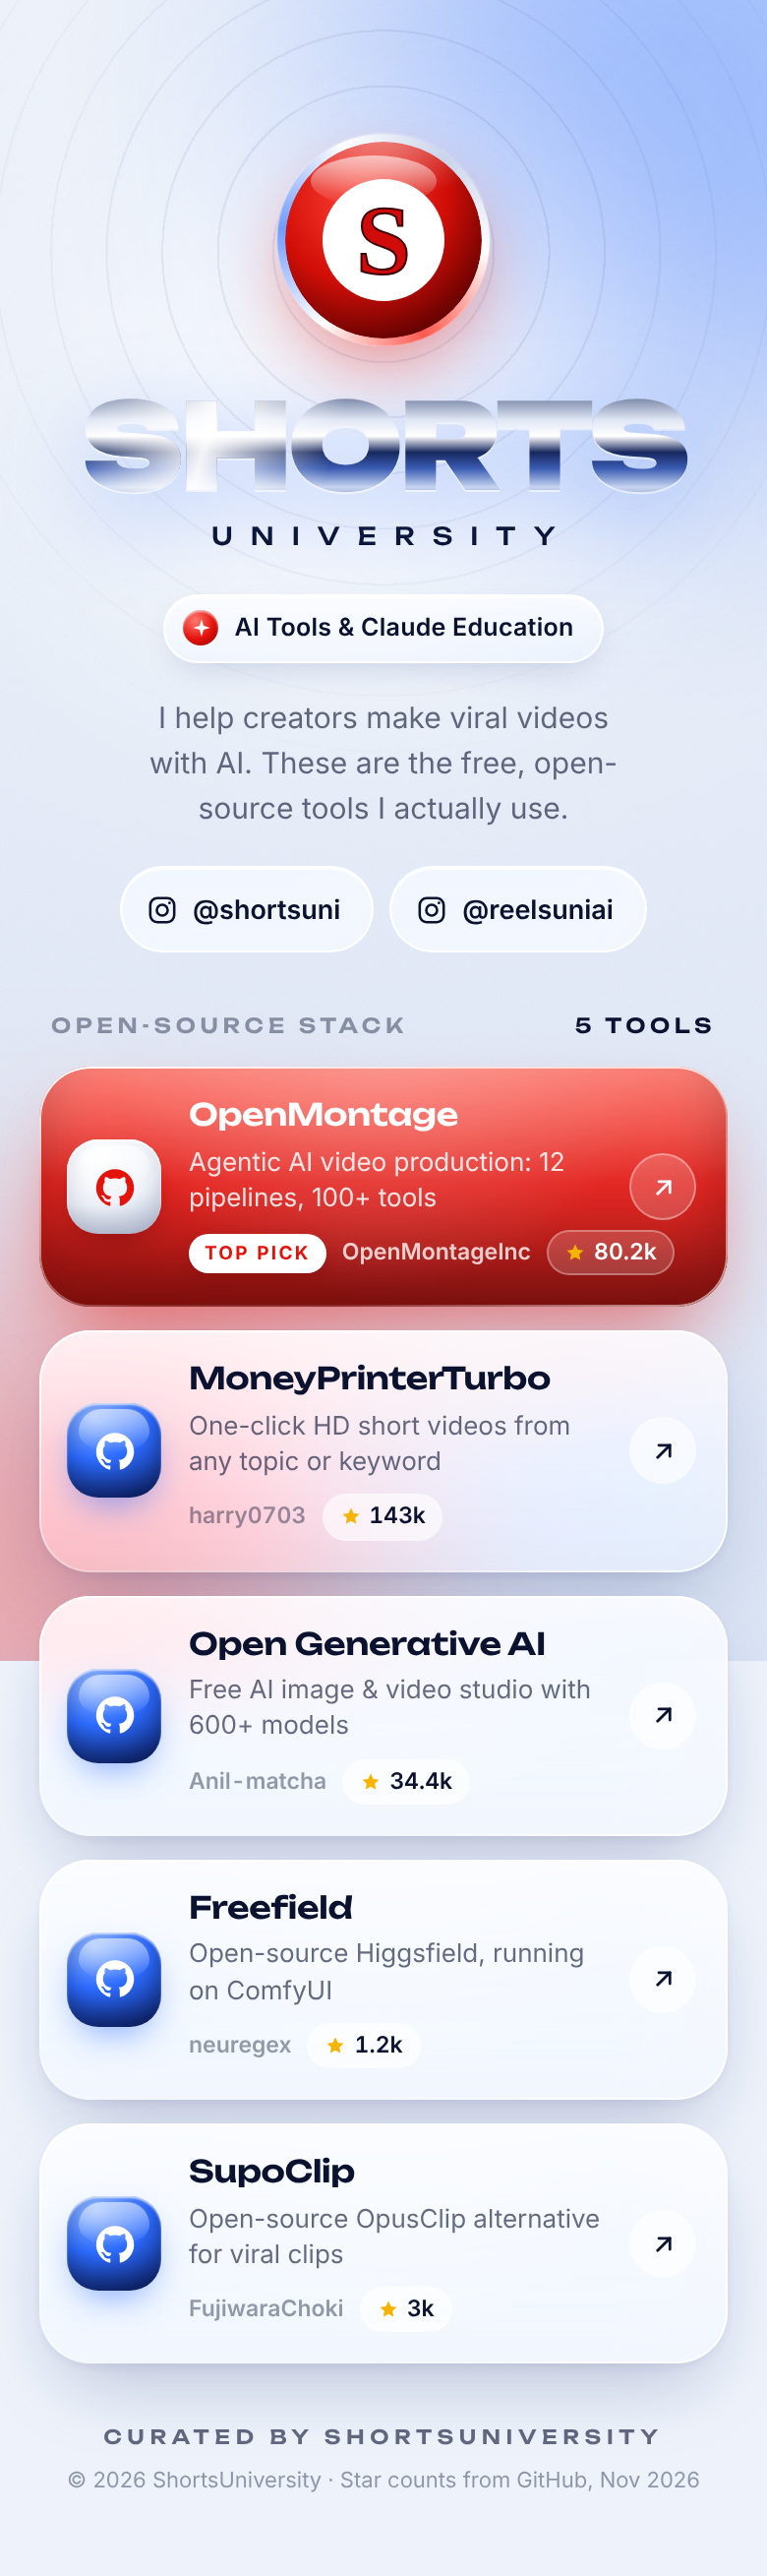 S
SHORTS
UNIVERSITY
AI Tools & Claude Education
I help creators make viral videos
with AI. These are the free, open-
source tools I actually use.
@shortsuni
@reelsuniai
OPEN-SOURCE STACK
5 TOOLS
OpenMontage
Agentic AI video production: 12
pipelines, 100+ tools
TOP PICK OpenMontageInc 80.2k
MoneyPrinterTurbo
One-click HD short videos from
any topic or keyword
harry0703 143k
Open Generative AI
Free AI image & video studio with
600+ models
Anil-matcha 34.4k
Freefield
Open-source Higgsfield, running
on ComfyUI
neuregex 1.2k
SupoClip
Open-source OpusClip alternative
for viral clips
FujiwaraChoki 3k
CURATED BY SHORTSUNIVERSITY
© 2026 ShortsUniversity · Star counts from GitHub, Nov 2026